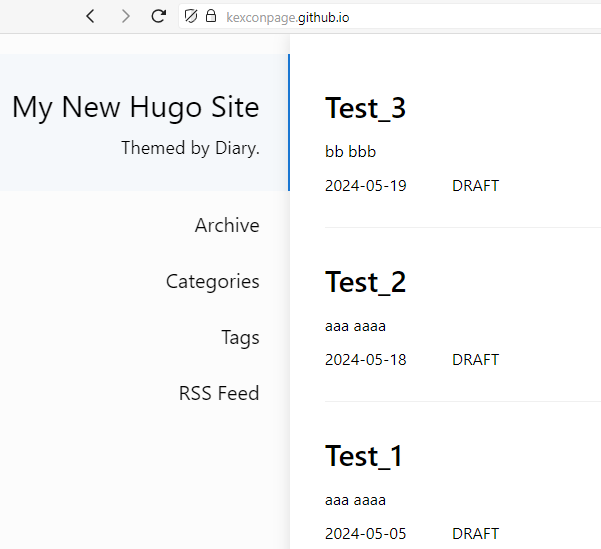 kexconpage.github.io
My New Hugo Site
Themed by Diary.
Archive
Categories
Tags
RSS Feed
Test_3
bb bbb
2024-05-19 DRAFT
Test_2
aaa aaaa
2024-05-18 DRAFT
Test_1
aaa aaaa
2024-05-05 DRAFT